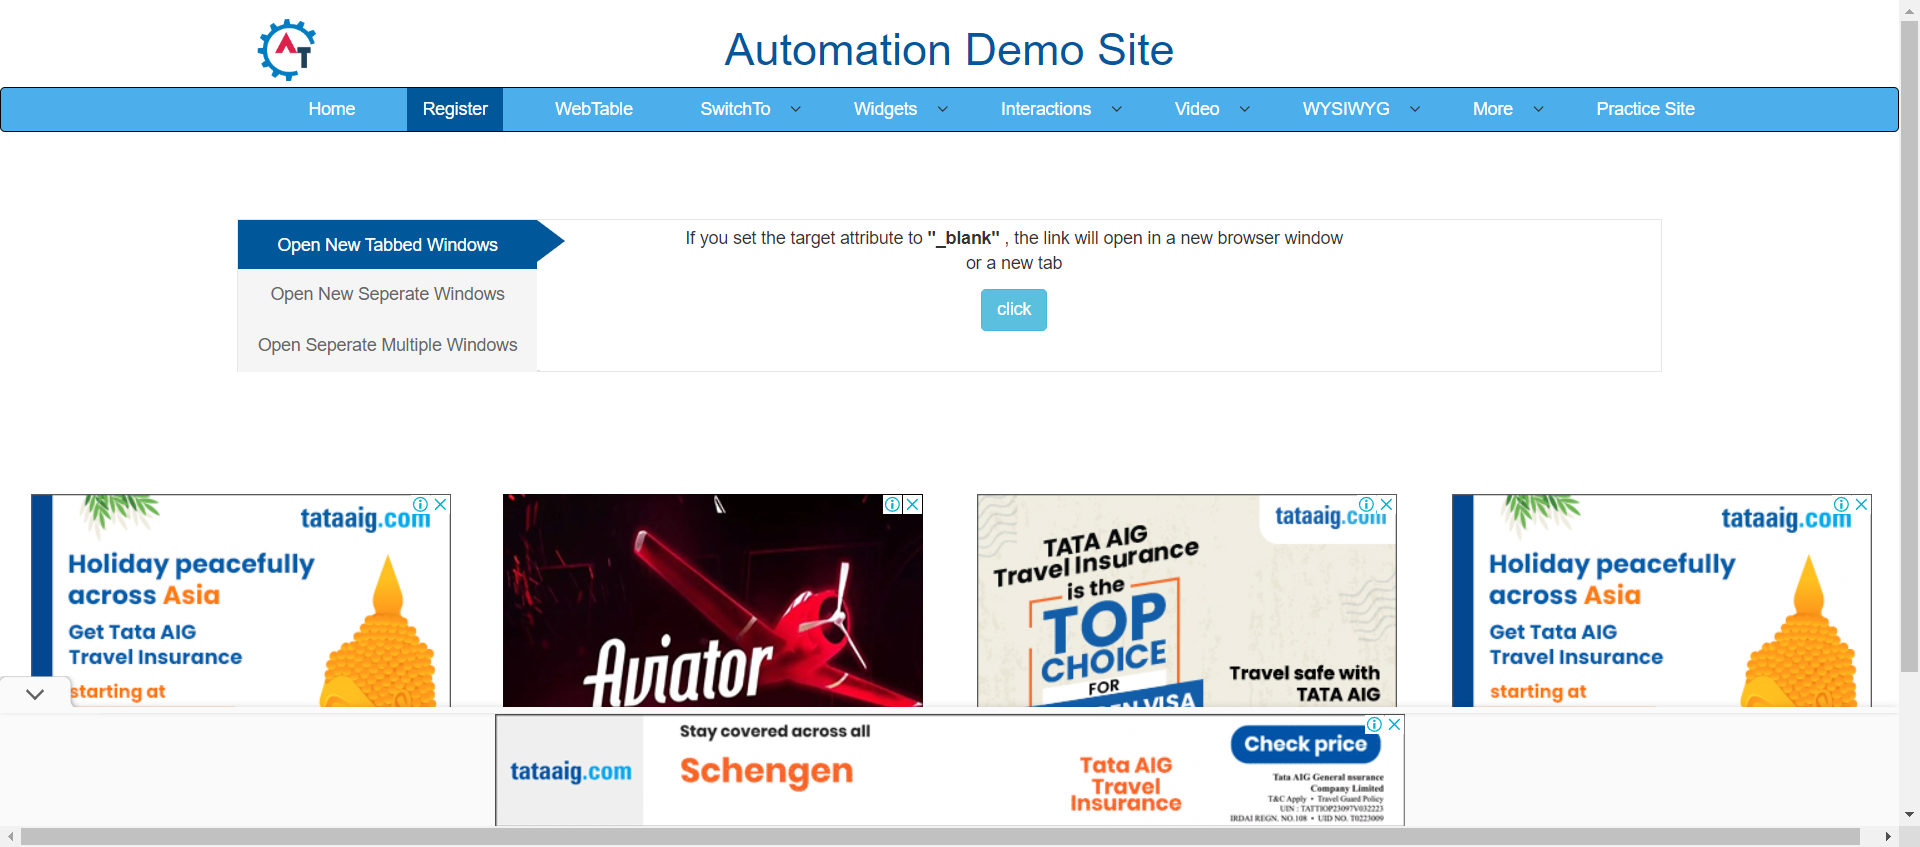 AT
Automation Demo Site
Home Register WebTable SwitchTo Widgets Interactions Video WYSIWYG More Practice Site
Open New Tabbed Windows
Open New Seperate Windows
Open Seperate Multiple Windows
If you set the target attribute to "_blank" , the link will open in a new browser window
or a new tab
click
tataaig.com
Holiday peacefully
across Asia
Get Tata AIG
Travel Insurance
starting at
Aviator
tataaig.com
TATA AIG
Travel Insurance
is the
TOP
CHOICE
FOR
VISA
Travel safe with
TATA AIG
tataaig.com
Holiday peacefully
across Asia
Get Tata AIG
Travel Insurance
starting at
tataaig.com
Stay covered across all
Schengen
Tata AIG
Travel
Insurance
Check price
Tata AIG General nsurance
Company Limited
T&C Apply • Travel Guard Policy
UIN : TATTIOP23097V032223
IRDAI REGN. NO.108 • UID NO. T0223009